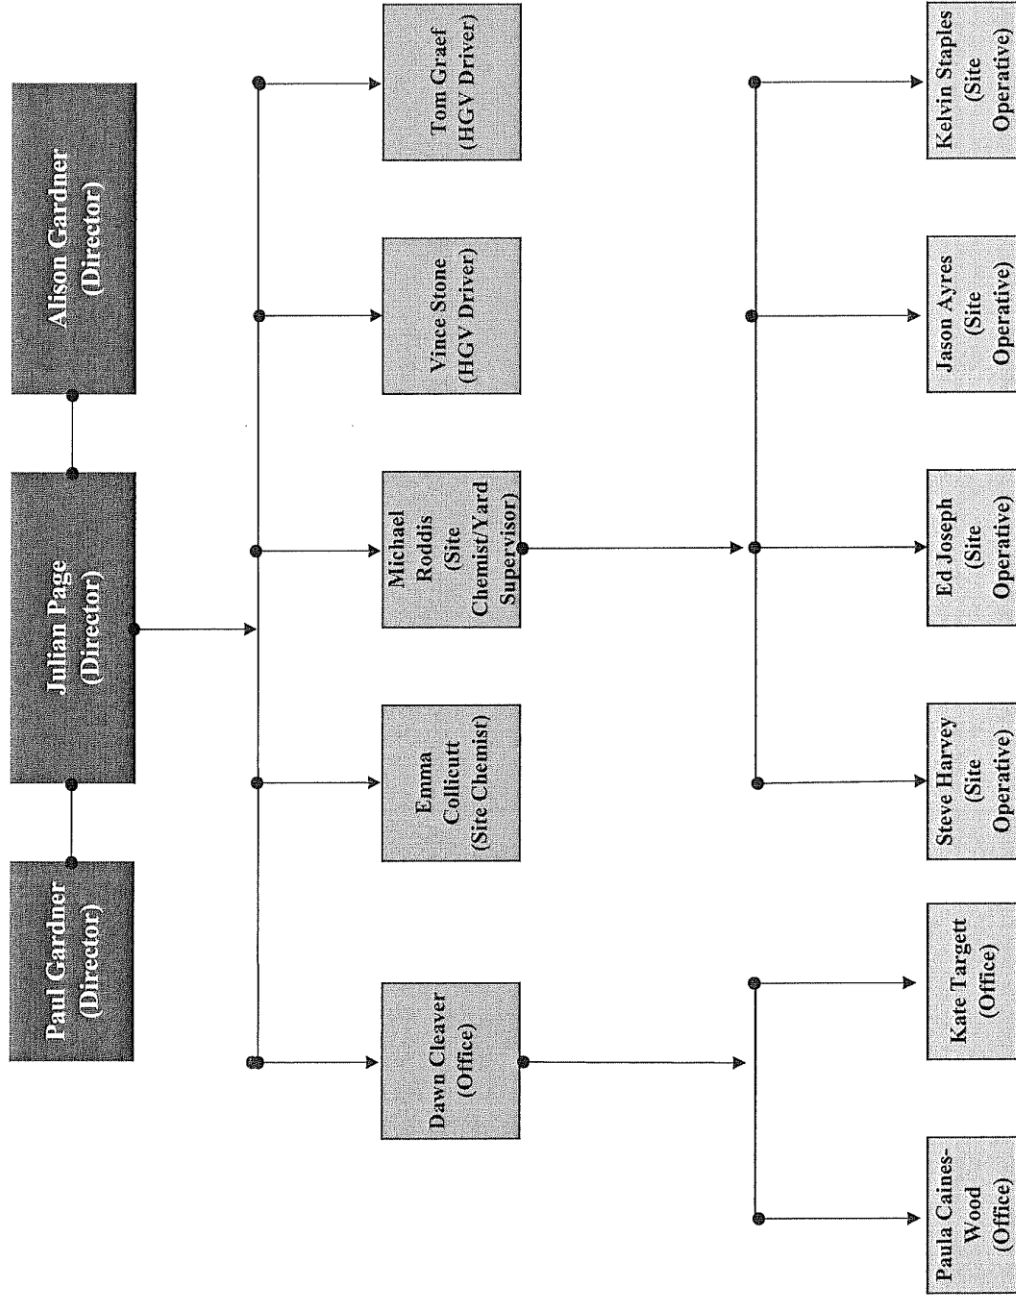 Paul Gardner
(Director)
Julian Page
(Director)
Alison Gardner
(Director)
Dawn Cleaver
(Office)
Emma
Collicutt
(Site Chemist)
Michael
Roddis
(Site
Chemist/Yard
Supervisor)
Vince Stone
(HGV Driver)
Tom Graef
(HGV Driver)
Paula Caines-
Wood
(Office)
Kate Targett
(Office)
Steve Harvey
(Site
Operative)
Ed Joseph
(Site
Operative)
Jason Ayres
(Site
Operative)
Kelvin Staples
(Site
Operative)